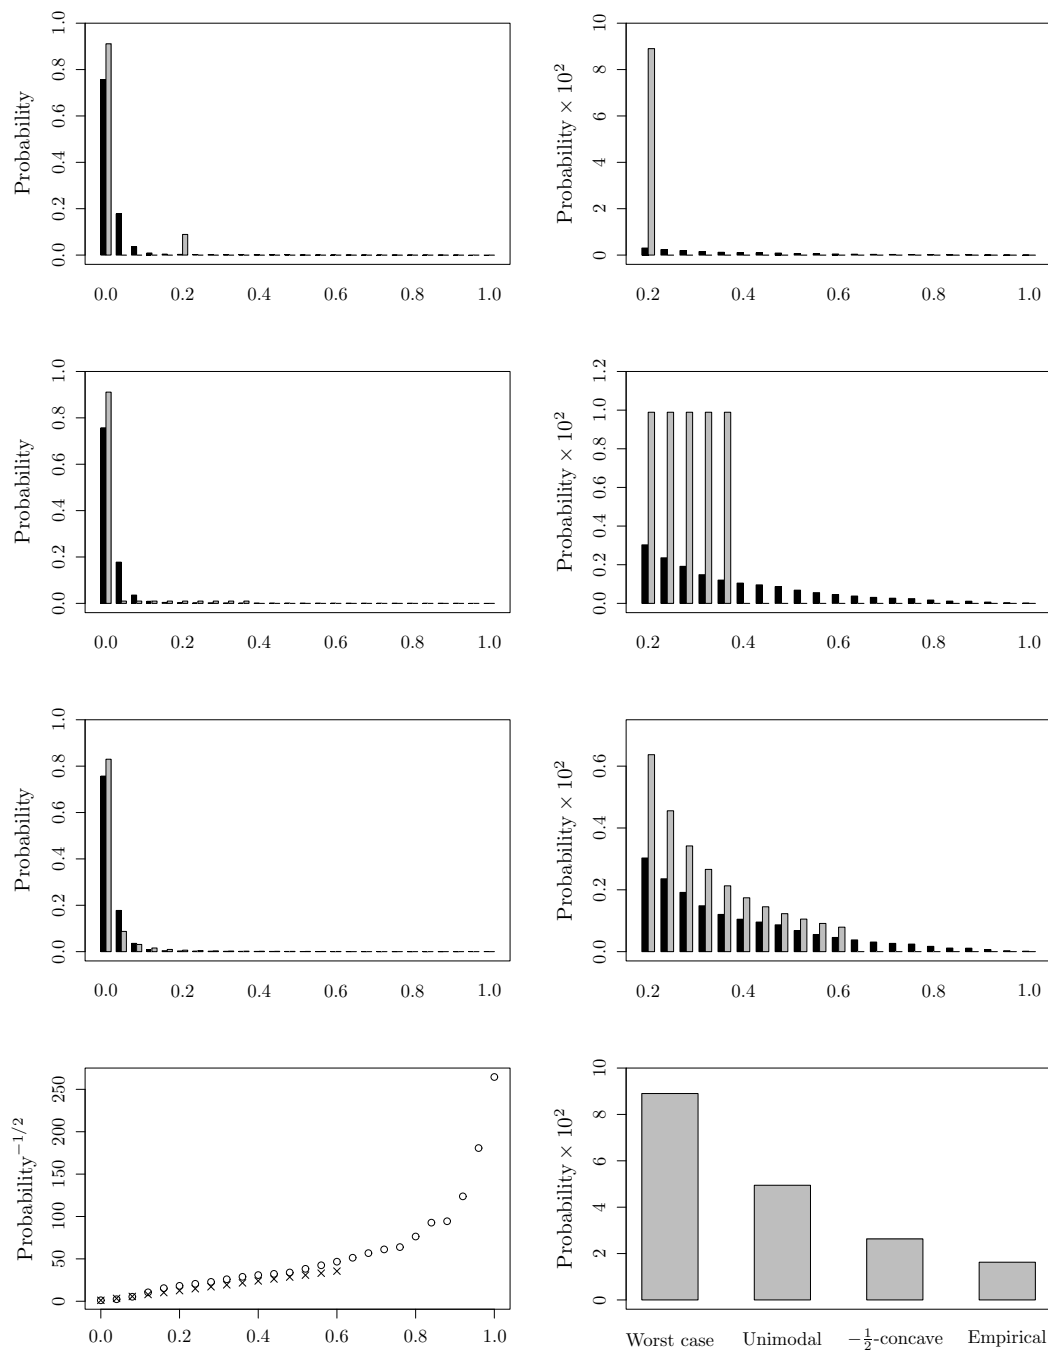 Probability
0.0 0.2 0.4 0.6 0.8 1.0
0.0 0.2 0.4 0.6 0.8 1.0
Probability × 10²
0 2 4 6 8 10
0.2 0.4 0.6 0.8 1.0
Probability
0.0 0.2 0.4 0.6 0.8 1.0
0.0 0.2 0.4 0.6 0.8 1.0
Probability × 10²
0.0 0.2 0.4 0.6 0.8 1.0 1.2
0.2 0.4 0.6 0.8 1.0
Probability
0.0 0.2 0.4 0.6 0.8 1.0
0.0 0.2 0.4 0.6 0.8 1.0
Probability × 10²
0.0 0.2 0.4 0.6
0.2 0.4 0.6 0.8 1.0
Probability⁻¹/²
0 50 100 150 200 250
0.0 0.2 0.4 0.6 0.8 1.0
Probability × 10²
0 2 4 6 8 10
Worst case Unimodal −½-concave Empirical